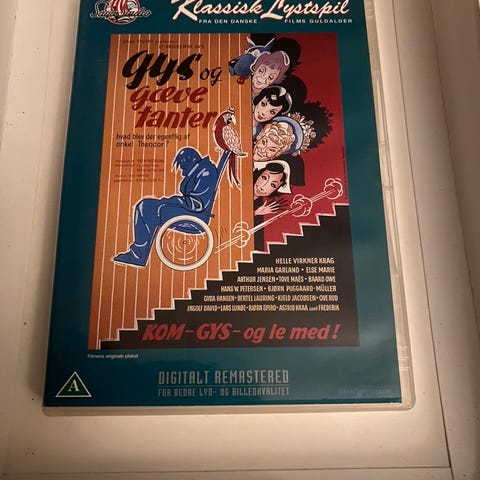 Klassisk Lystspil
FRA DEN DANSKE FILMS GULDALDER
gys og
gæve
tanter
hvad blev der egentlig af
onkel Theodor?
HELLE VIRKNER KRAG
MARIA GARLAND • ELSE MARIE
ARTHUR JENSEN • TOVE MAËS • BAARD OWE
HANS W. PETERSEN • BJØRN PUGGAARD-MÜLLER
GYDA HANSEN • BERTEL LAURING • KJELD JACOBSEN • OVE RUD
INGOLF DAVID • LARS LUNØE • BJØRN SPIRO • ASTRID KRAA samt FREDERIK
KOM - GYS - og le med!
Filmens originale plakat
A
DIGITALT REMASTERED
FOR BEDRE LYD- OG BILLEDKVALITET